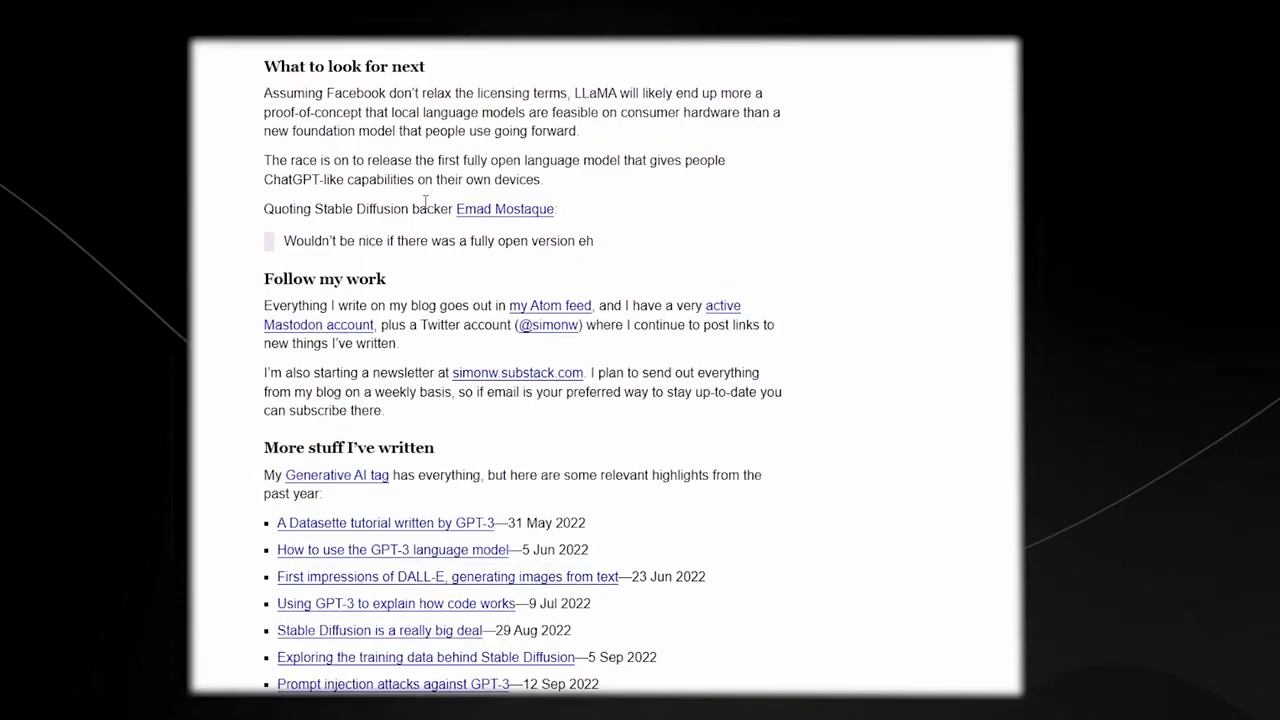 What to look for next
Assuming Facebook don’t relax the licensing terms, LLaMA will likely end up more a
proof-of-concept that local language models are feasible on consumer hardware than a
new foundation model that people use going forward.
The race is on to release the first fully open language model that gives people
ChatGPT-like capabilities on their own devices.
Quoting Stable Diffusion backer Emad Mostaque:
Wouldn’t be nice if there was a fully open version eh
Follow my work
Everything I write on my blog goes out in my Atom feed, and I have a very active
Mastodon account, plus a Twitter account (@simonw) where I continue to post links to
new things I’ve written.
I’m also starting a newsletter at simonw.substack.com. I plan to send out everything
from my blog on a weekly basis, so if email is your preferred way to stay up-to-date you
can subscribe there.
More stuff I’ve written
My Generative AI tag has everything, but here are some relevant highlights from the
past year:
▪ A Datasette tutorial written by GPT-3—31 May 2022
▪ How to use the GPT-3 language model—5 Jun 2022
▪ First impressions of DALL-E, generating images from text—23 Jun 2022
▪ Using GPT-3 to explain how code works—9 Jul 2022
▪ Stable Diffusion is a really big deal—29 Aug 2022
▪ Exploring the training data behind Stable Diffusion—5 Sep 2022
▪ Prompt injection attacks against GPT-3—12 Sep 2022